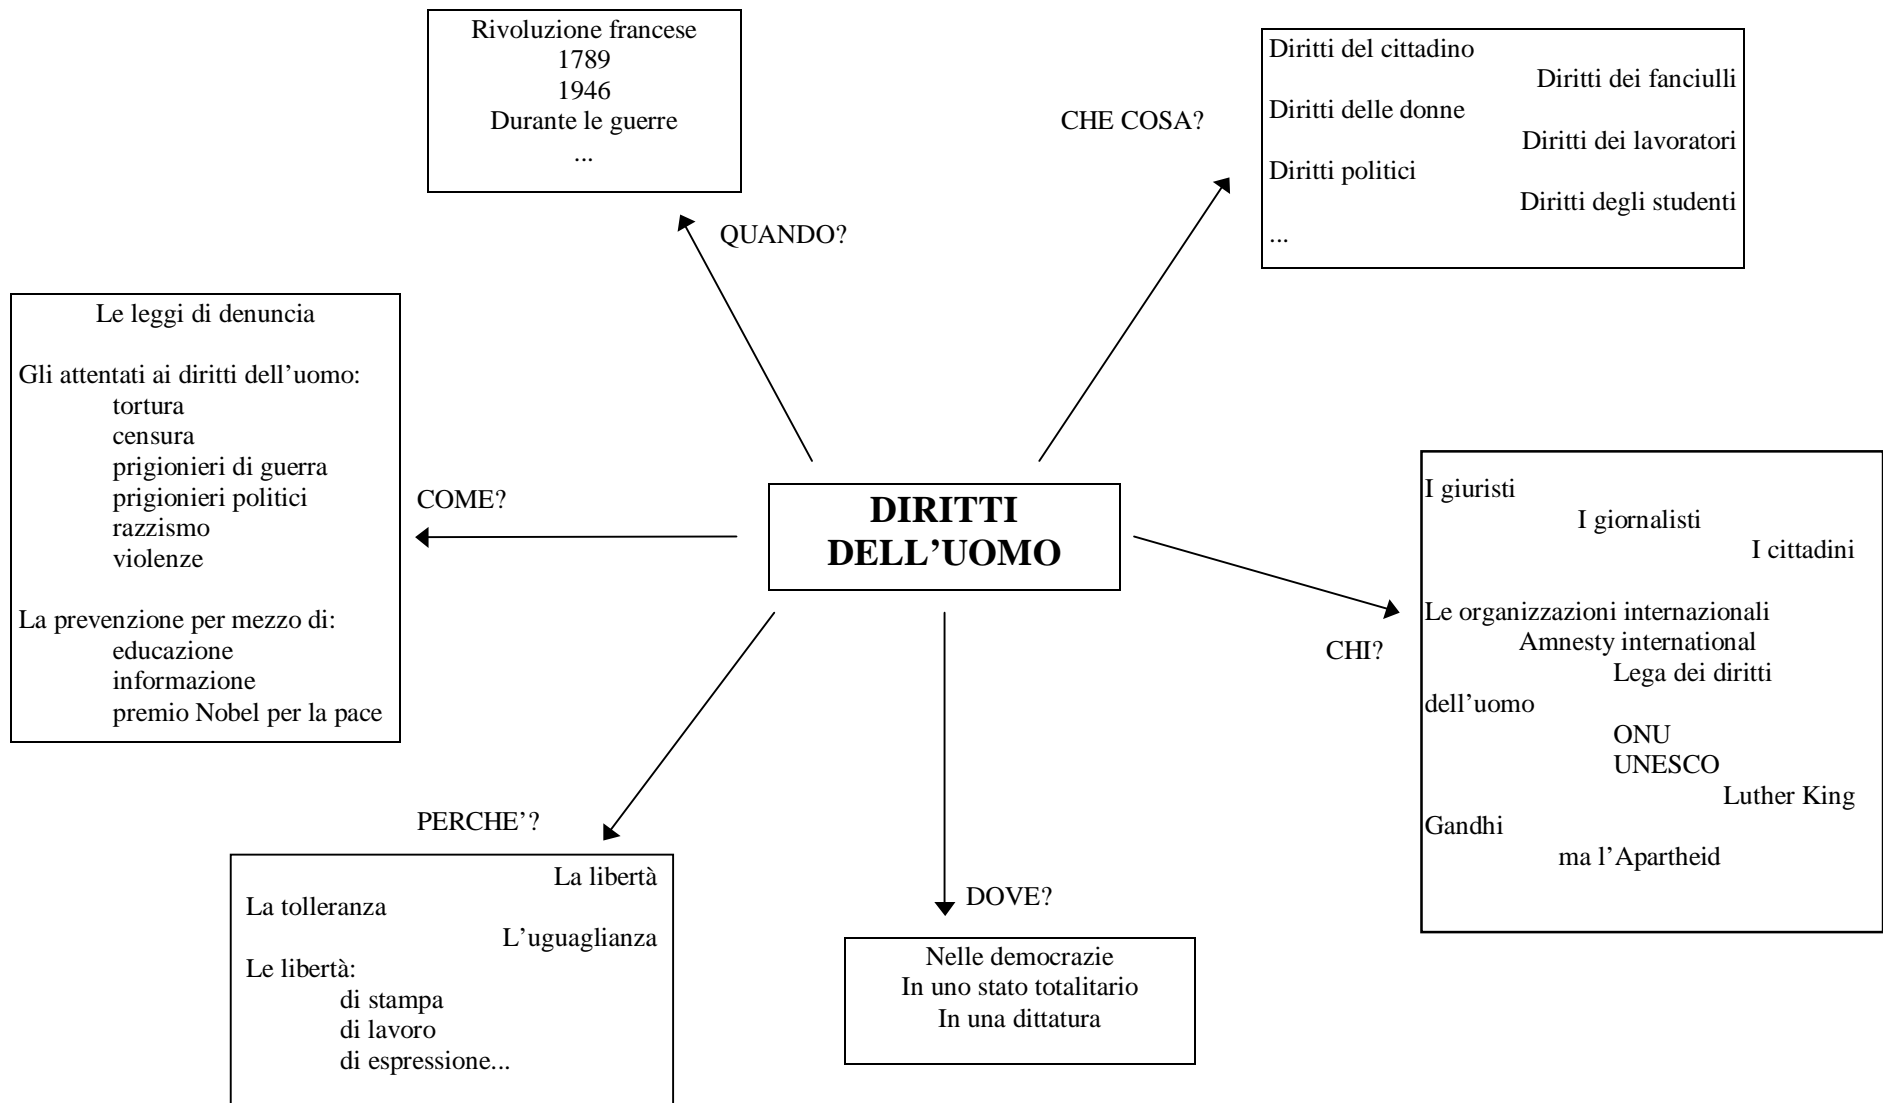 Rivoluzione francese
1789
1946
Durante le guerre
...
QUANDO?
CHE COSA?
Diritti del cittadino
Diritti dei fanciulli
Diritti delle donne
Diritti dei lavoratori
Diritti politici
Diritti degli studenti
...
Le leggi di denuncia
Gli attentati ai diritti dell’uomo:
tortura
censura
prigionieri di guerra
prigionieri politici
razzismo
violenze
La prevenzione per mezzo di:
educazione
informazione
premio Nobel per la pace
COME?
DIRITTI
DELL’UOMO
CHI?
I giuristi
I giornalisti
I cittadini
Le organizzazioni internazionali
Amnesty international
Lega dei diritti
dell’uomo
ONU
UNESCO
Luther King
Gandhi
ma l’Apartheid
PERCHE’?
La libertà
La tolleranza
L’uguaglianza
Le libertà:
di stampa
di lavoro
di espressione...
DOVE?
Nelle democrazie
In uno stato totalitario
In una dittatura